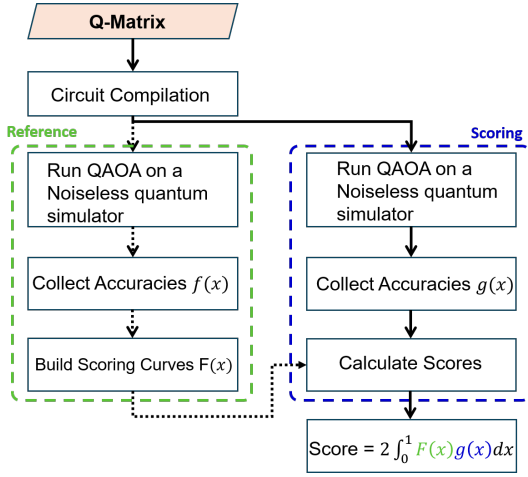 Q-Matrix
Circuit Compilation
Reference
Scoring
Run QAOA on a
Noiseless quantum
simulator
Run QAOA on a
Noiseless quantum
simulator
Collect Accuracies f(x)
Collect Accuracies g(x)
Build Scoring Curves F(x)
Calculate Scores
Score = 2 ∫₀¹ F(x)g(x)dx